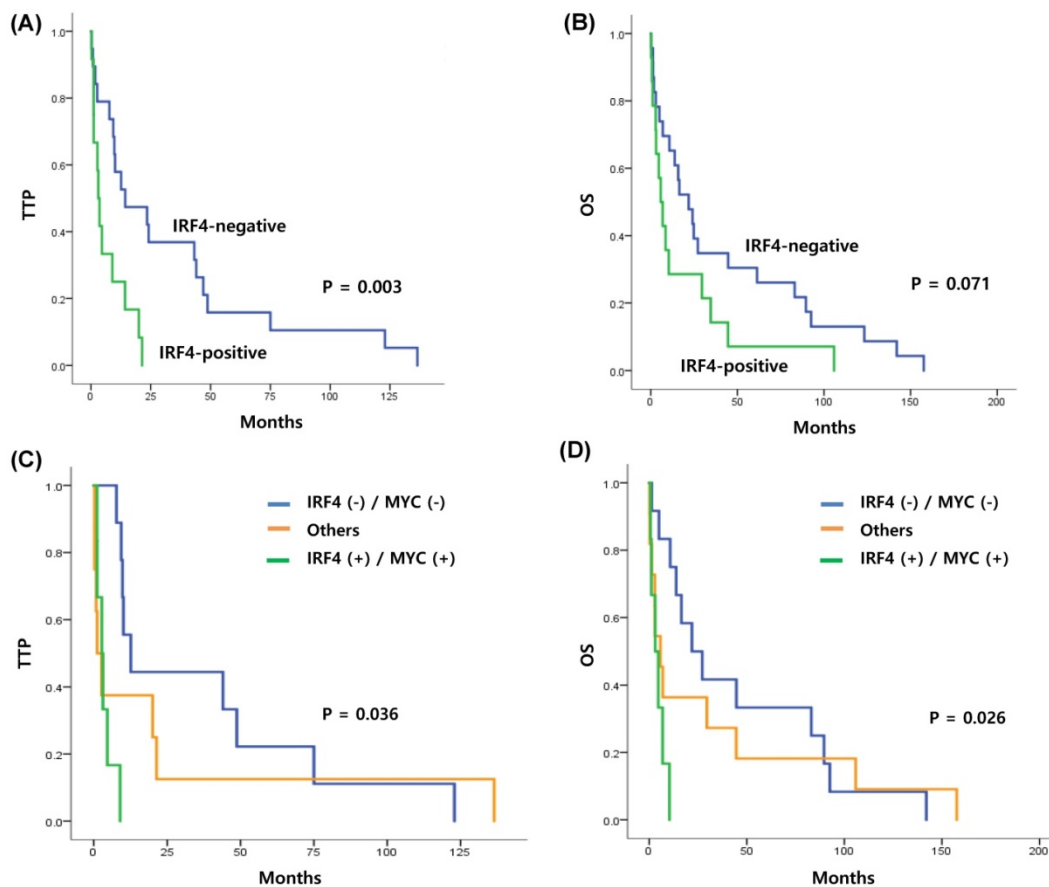 (A)
1.0
0.8
0.6
0.4
0.2
0.0
TTP
IRF4-negative
P = 0.003
IRF4-positive
0 25 50 75 100 125
Months
(B)
1.0
0.8
0.6
0.4
0.2
0.0
OS
IRF4-negative
P = 0.071
IRF4-positive
0 50 100 150 200
Months
(C)
1.0
0.8
0.6
0.4
0.2
0.0
TTP
IRF4 (-) / MYC (-)
Others
IRF4 (+) / MYC (+)
P = 0.036
0 25 50 75 100 125
Months
(D)
1.0
0.8
0.6
0.4
0.2
0.0
OS
IRF4 (-) / MYC (-)
Others
IRF4 (+) / MYC (+)
P = 0.026
0 50 100 150 200
Months